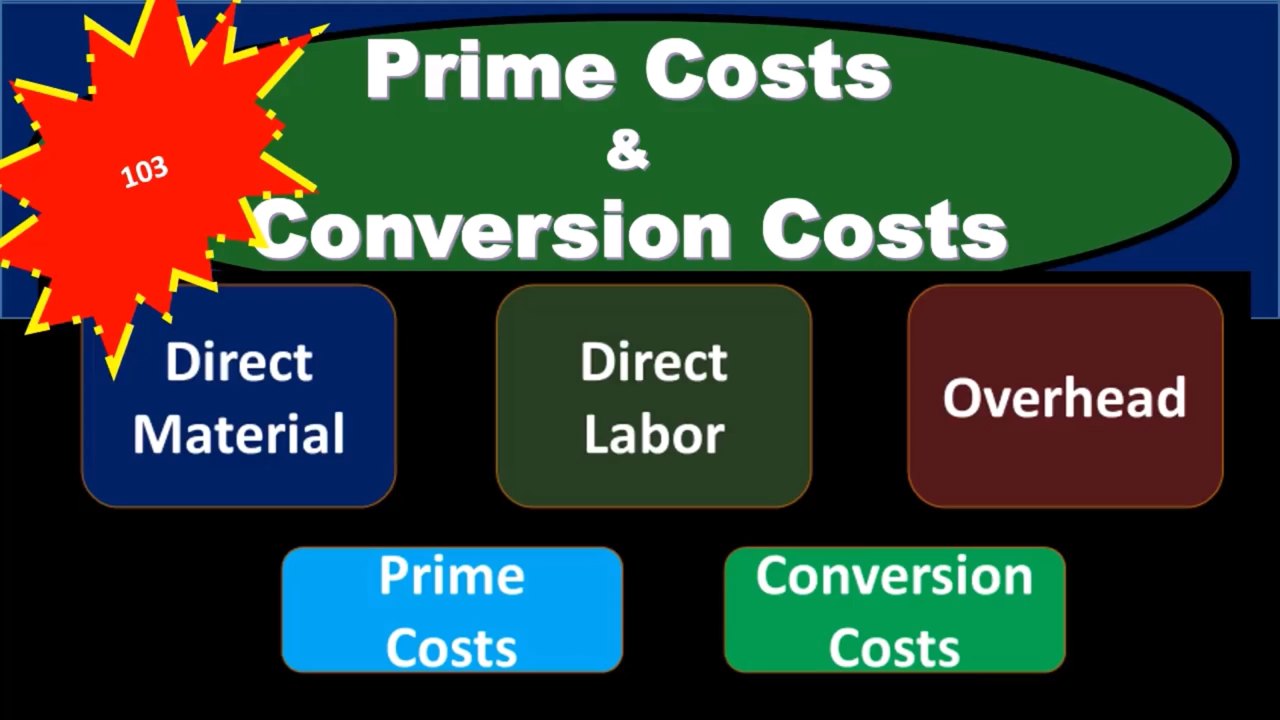 Prime Costs
&
Conversion Costs
103
Direct
Material
Direct
Labor
Overhead
Prime
Costs
Conversion
Costs